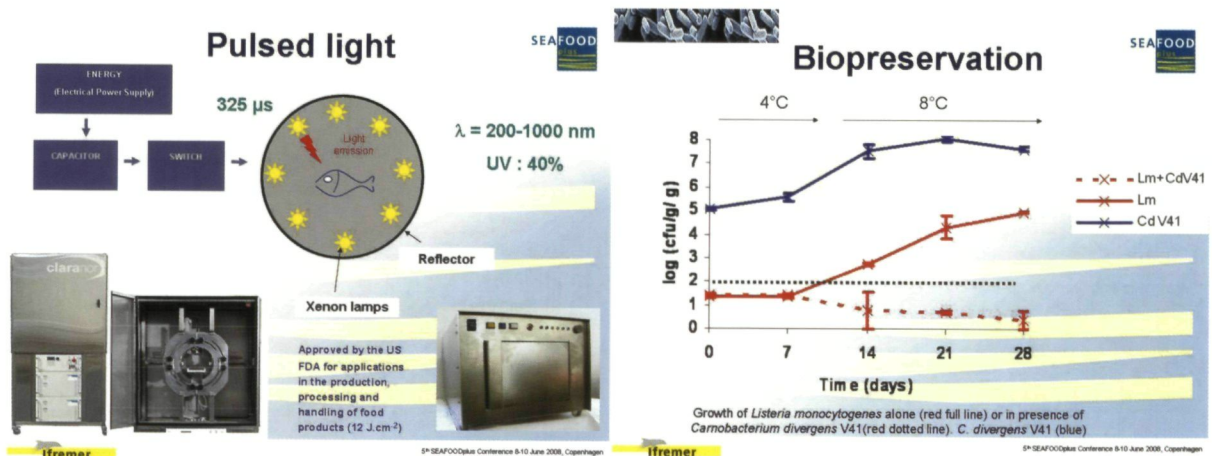 Pulsed light
SEAFOOD
plus
ENERGY
(Electrical Power Supply)
CAPACITOR
SWITCH
325 µs
Light
emission
λ = 200-1000 nm
UV : 40%
Reflector
Xenon lamps
claranor
Approved by the US
FDA for applications
in the production,
processing and
handling of food
products (12 J.cm-2)
Ifremer
5th SEAFOODplus Conference 8-10 June 2008, Copenhagen
Biopreservation
SEAFOOD
plus
4°C
8°C
log (cfu/g/ g)
8
7
6
5
4
3
2
1
0
0 7 14 21 28
Time (days)
Lm+CdV41
Lm
Cd V41
Growth of Listeria monocytogenes alone (red full line) or in presence of
Carnobacterium divergens V41(red dotted line). C. divergens V41 (blue)
Ifremer
5th SEAFOODplus Conference 8-10 June 2008, Copenhagen